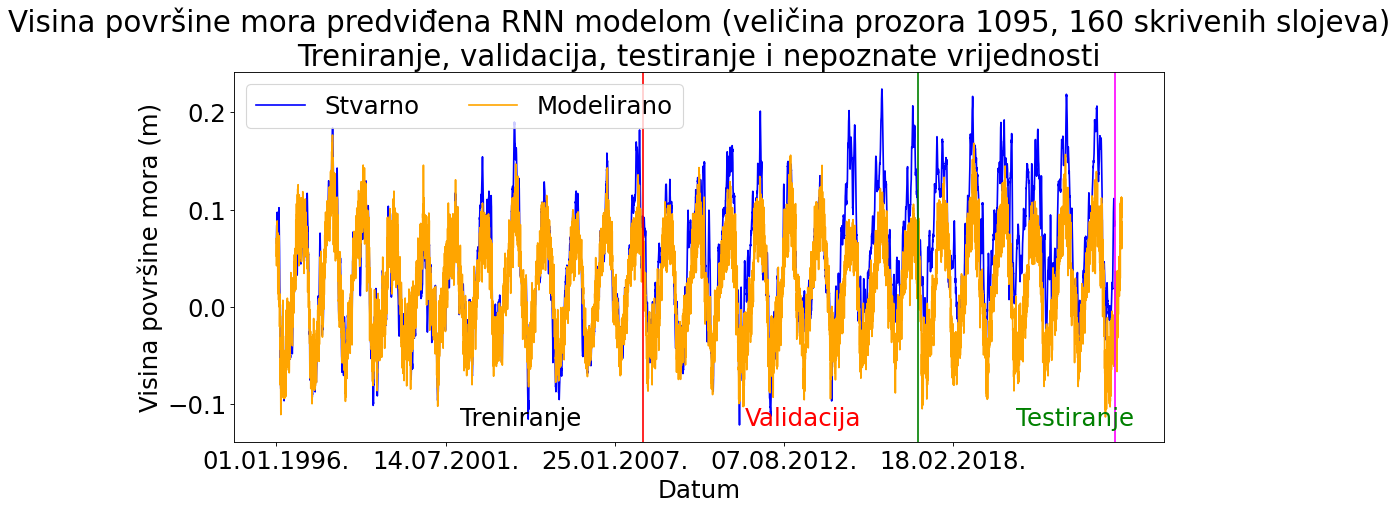 Visina površine mora predviđena RNN modelom (veličina prozora 1095, 160 skrivenih slojeva)
Treniranje, validacija, testiranje i nepoznate vrijednosti
Stvarno Modelirano
Visina površine mora (m)
0.2
0.1
0.0
−0.1
Treniranje Validacija Testiranje
01.01.1996. 14.07.2001. 25.01.2007. 07.08.2012. 18.02.2018.
Datum